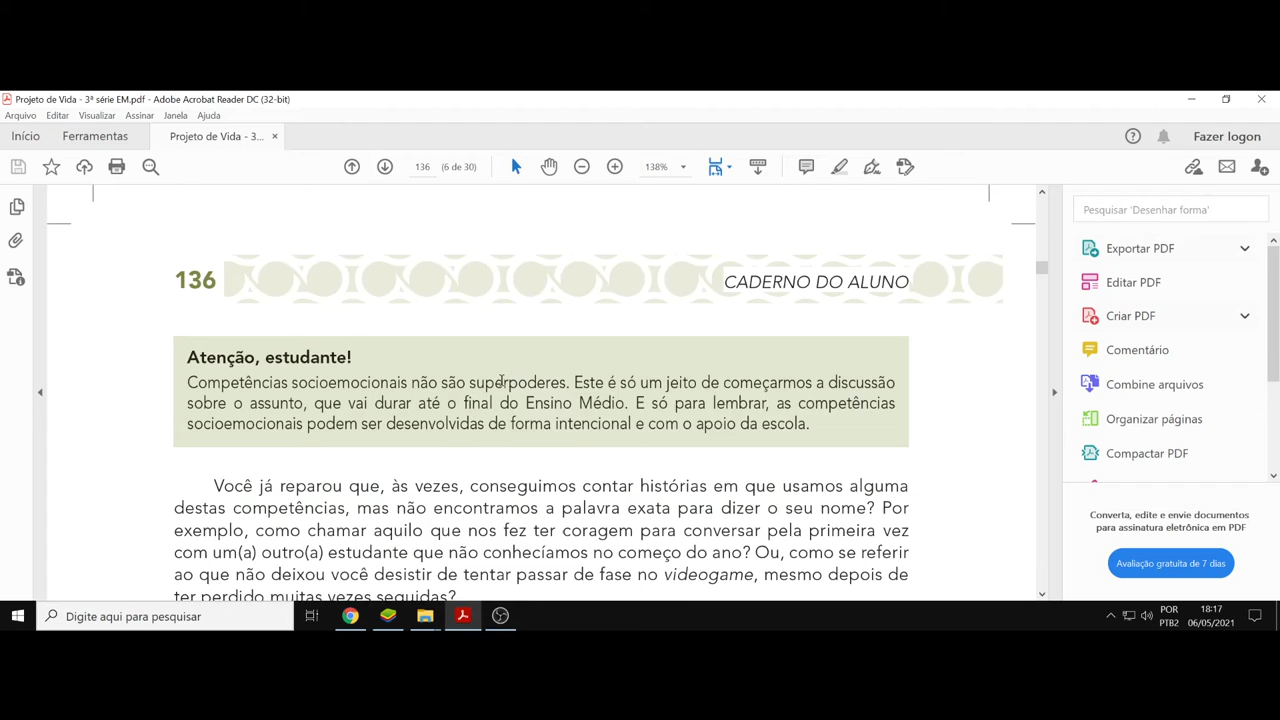 Projeto de Vida - 3ª série EM.pdf - Adobe Acrobat Reader DC (32-bit)
Arquivo Editar Visualizar Assinar Janela Ajuda
Início Ferramentas Projeto de Vida - 3... × Fazer logon
136 (6 de 30) 138%
Pesquisar 'Desenhar forma'
Exportar PDF
Editar PDF
Criar PDF
Comentário
Combine arquivos
Organizar páginas
Compactar PDF
Converta, edite e envie documentos
para assinatura eletrônica em PDF
Avaliação gratuita de 7 dias
136 CADERNO DO ALUNO
Atenção, estudante!
Competências socioemocionais não são superpoderes. Este é só um jeito de começarmos a discussão
sobre o assunto, que vai durar até o final do Ensino Médio. E só para lembrar, as competências
socioemocionais podem ser desenvolvidas de forma intencional e com o apoio da escola.
Você já reparou que, às vezes, conseguimos contar histórias em que usamos alguma
destas competências, mas não encontramos a palavra exata para dizer o seu nome? Por
exemplo, como chamar aquilo que nos fez ter coragem para conversar pela primeira vez
com um(a) outro(a) estudante que não conhecíamos no começo do ano? Ou, como se referir
ao que não deixou você desistir de tentar passar de fase no videogame, mesmo depois de
ter perdido muitas vezes seguidas?
Digite aqui para pesquisar
POR
PTB2
18:17
06/05/2021